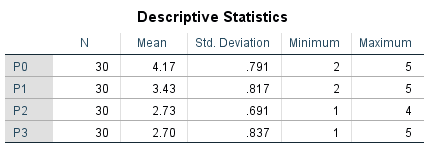 Descriptive Statistics
N Mean Std. Deviation Minimum Maximum
P0 30 4.17 .791 2 5
P1 30 3.43 .817 2 5
P2 30 2.73 .691 1 4
P3 30 2.70 .837 1 5